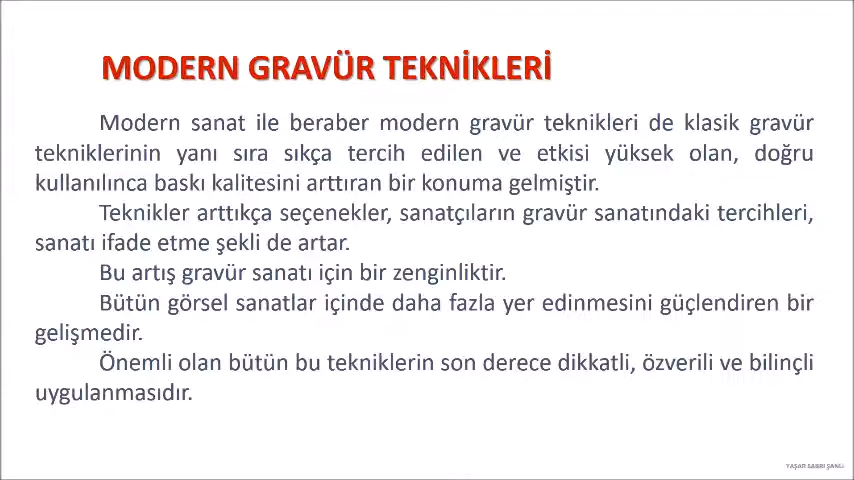 MODERN GRAVÜR TEKNİKLERİ
Modern sanat ile beraber modern gravür teknikleri de klasik gravür
tekniklerinin yanı sıra sıkça tercih edilen ve etkisi yüksek olan, doğru
kullanılınca baskı kalitesini arttıran bir konuma gelmiştir.
Teknikler arttıkça seçenekler, sanatçıların gravür sanatındaki tercihleri,
sanatı ifade etme şekli de artar.
Bu artış gravür sanatı için bir zenginliktir.
Bütün görsel sanatlar içinde daha fazla yer edinmesini güçlendiren bir
gelişmedir.
Önemli olan bütün bu tekniklerin son derece dikkatli, özverili ve bilinçli
uygulanmasıdır.
YAŞAR SABRİ ŞANLI